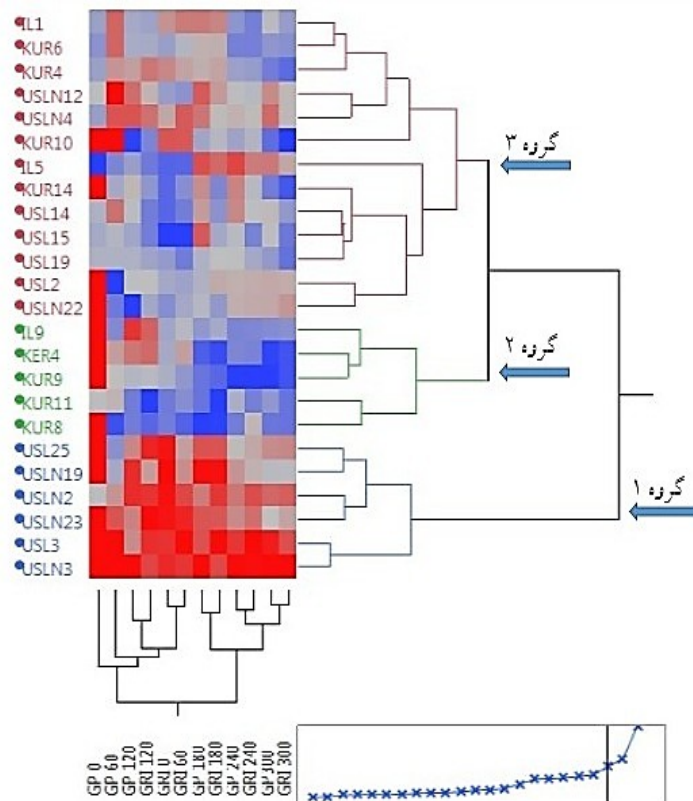 IL1
KUR6
KUR4
USLN12
USLN4
KUR10
IL5
KUR14
USL14
USL15
USL19
USL2
USLN22
IL9
KER4
KUR9
KUR11
KUR8
USL25
USLN19
USLN2
USLN23
USL3
USLN3
گروه ۳
گروه ۲
گروه ۱
GP 0
GP 60
GP 120
GRI 120
GRI 0
GRI 60
GP 180
GRI 180
GP 240
GRI 240
GP 300
GRI 300